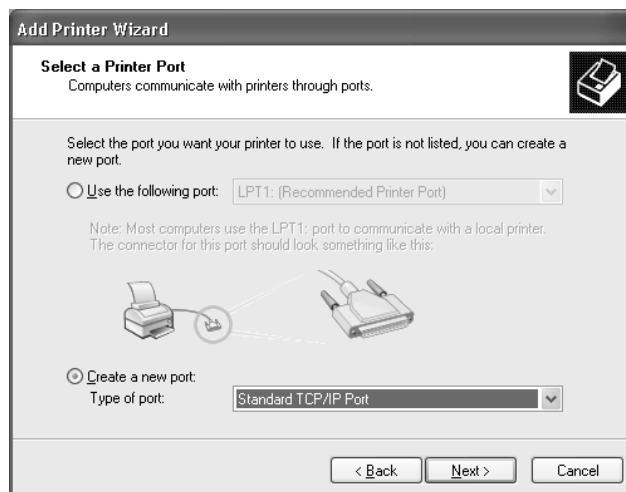 Add Printer Wizard
Select a Printer Port
Computers communicate with printers through ports.
Select the port you want your printer to use. If the port is not listed, you can create a
new port.
Use the following port: LPT1: (Recommended Printer Port)
Note: Most computers use the LPT1: port to communicate with a local printer.
The connector for this port should look something like this:
Create a new port:
Type of port: Standard TCP/IP Port
< Back Next > Cancel